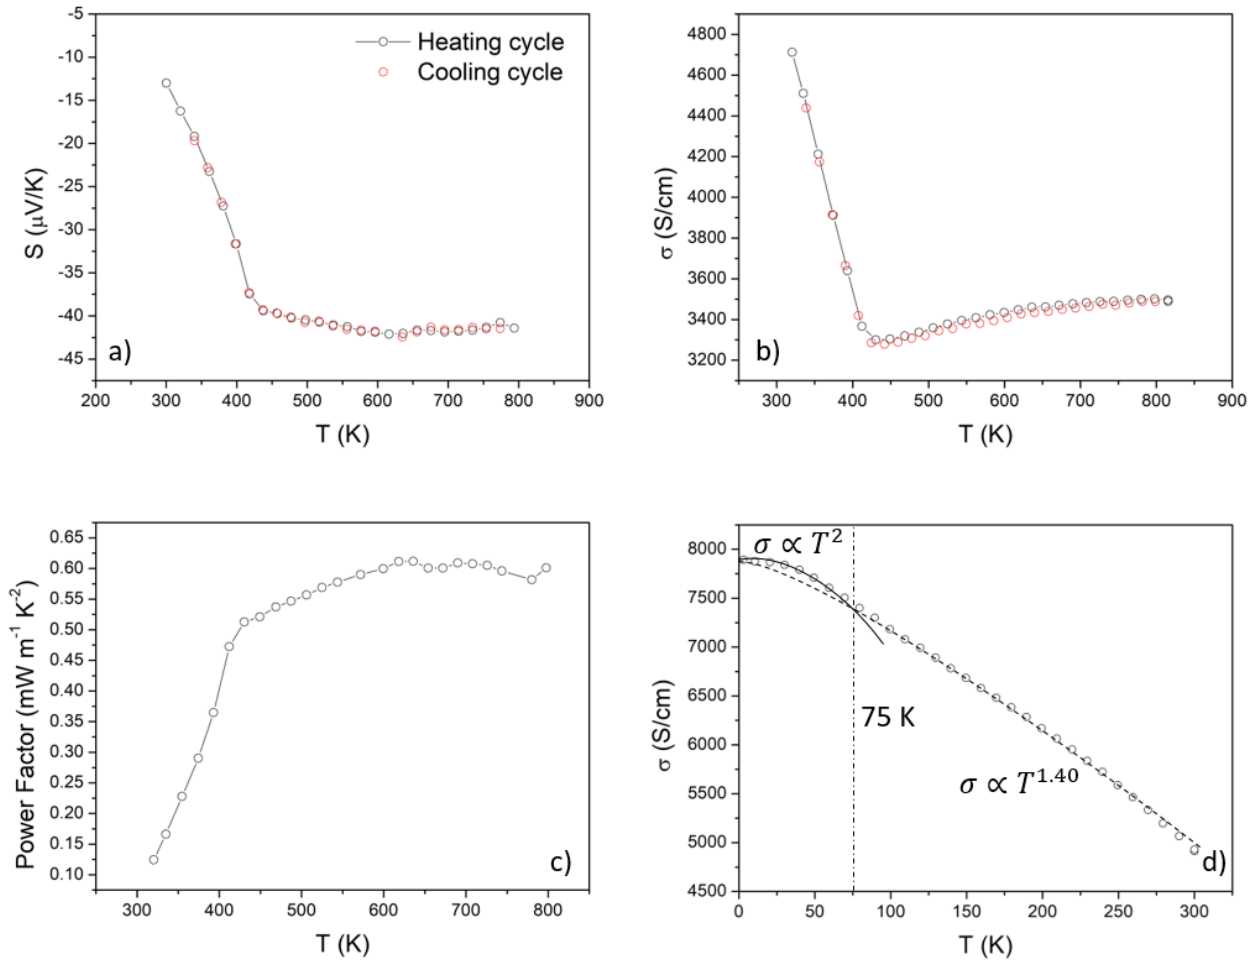 -5
-10
-15
-20
-25
-30
-35
-40
-45
S (μV/K)
Heating cycle
Cooling cycle
a)
200 300 400 500 600 700 800 900
T (K)
4800
4600
4400
4200
4000
3800
3600
3400
3200
σ (S/cm)
b)
300 400 500 600 700 800 900
T (K)
0.65
0.60
0.55
0.50
0.45
0.40
0.35
0.30
0.25
0.20
0.15
0.10
Power Factor (mW m⁻¹ K⁻²)
c)
300 400 500 600 700 800
T (K)
8000
7500
7000
6500
6000
5500
5000
4500
σ (S/cm)
σ ∝ T²
75 K
σ ∝ T¹·⁴⁰
d)
0 50 100 150 200 250 300
T (K)